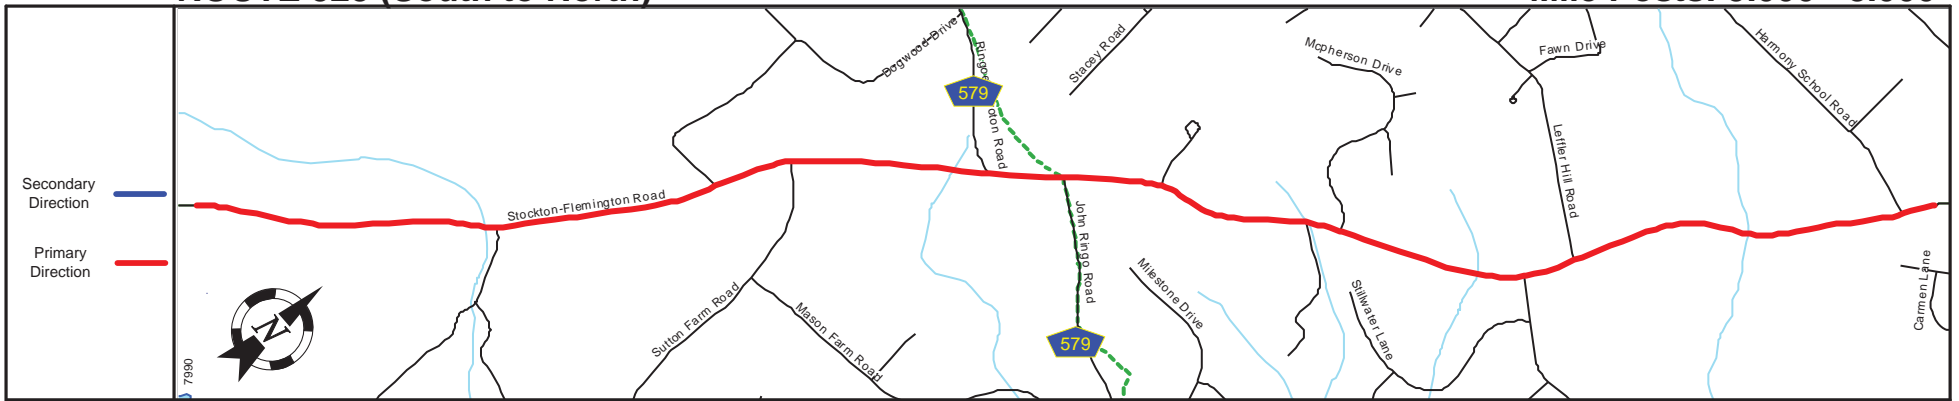 Secondary
Direction
Primary
Direction
N
7990
Stockton-Flemington Road
Sutton Farm Road
Mason Farm Road
Dogwood Drive
579
Stacey Road
John Ringo Road
579
Milestone Drive
Mcpherson Drive
Stillwater Lane
Fawn Drive
Leffler Hill Road
Harmony School Road
Carmen Lane